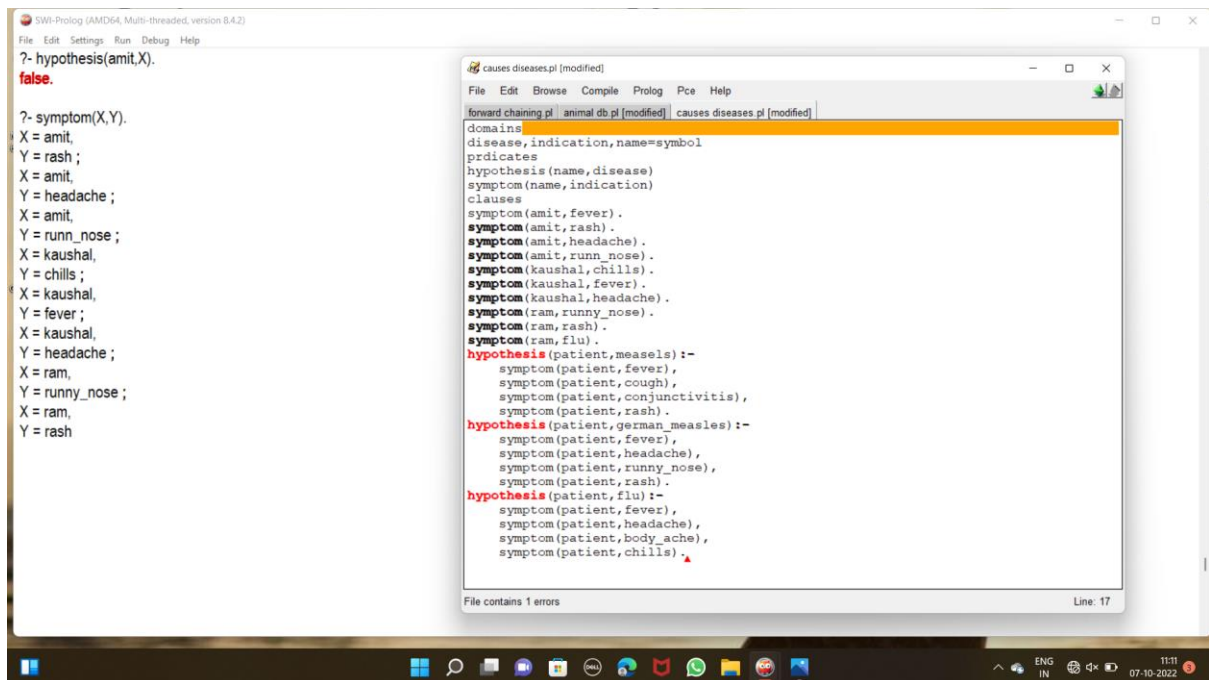 SWI-Prolog (AMD64, Multi-threaded, version 8.4.2)
File Edit Settings Run Debug Help
?- hypothesis(amit,X).
false.
?- symptom(X,Y).
X = amit,
Y = rash ;
X = amit,
Y = headache ;
X = amit,
Y = runn_nose ;
X = kaushal,
Y = chills ;
X = kaushal,
Y = fever ;
X = kaushal,
Y = headache ;
X = ram,
Y = runny_nose ;
X = ram,
Y = rash
causes diseases.pl [modified]
File Edit Browse Compile Prolog Pce Help
forward chaining.pl animal db.pl [modified] causes diseases.pl [modified]
domains
disease,indication,name=symbol
prdicates
hypothesis(name,disease)
symptom(name,indication)
clauses
symptom(amit,fever).
symptom(amit,rash).
symptom(amit,headache).
symptom(amit,runn_nose).
symptom(kaushal,chills).
symptom(kaushal,fever).
symptom(kaushal,headache).
symptom(ram,runny_nose).
symptom(ram,rash).
symptom(ram,flu).
hypothesis(patient,measels):-
symptom(patient,fever),
symptom(patient,cough),
symptom(patient,conjunctivitis),
symptom(patient,rash).
hypothesis(patient,german_measles):-
symptom(patient,fever),
symptom(patient,headache),
symptom(patient,runny_nose),
symptom(patient,rash).
hypothesis(patient,flu):-
symptom(patient,fever),
symptom(patient,headache),
symptom(patient,body_ache),
symptom(patient,chills).
File contains 1 errors Line: 17
DELL
ENG
IN
11:11
07-10-2022
3